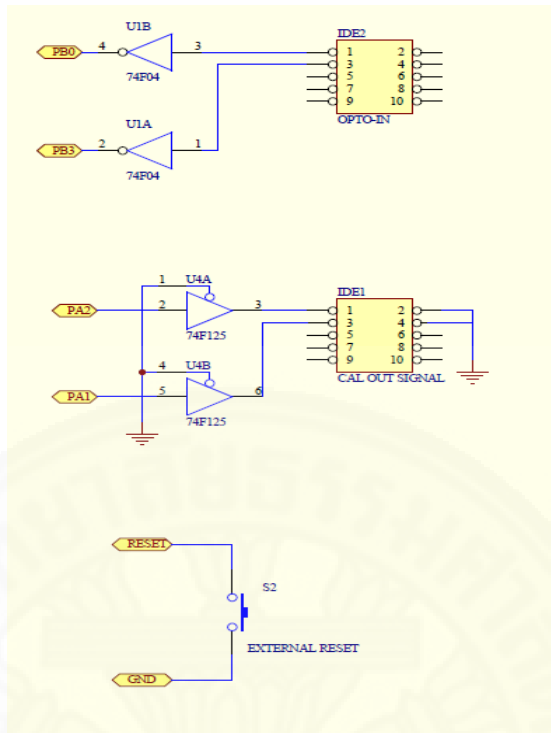 U1B
IDE2
PB0 4 3
1 2
3 4
5 6
7 8
9 10
74F04
OPTO-IN
U1A
PB3 2 1
74F04
1 U4A
IDE1
PA2 2 3
1 2
3 4
5 6
7 8
9 10
74F125
CAL OUT SIGNAL
4 U4B
PA1 5 6
74F125
RESET
S2
EXTERNAL RESET
GND